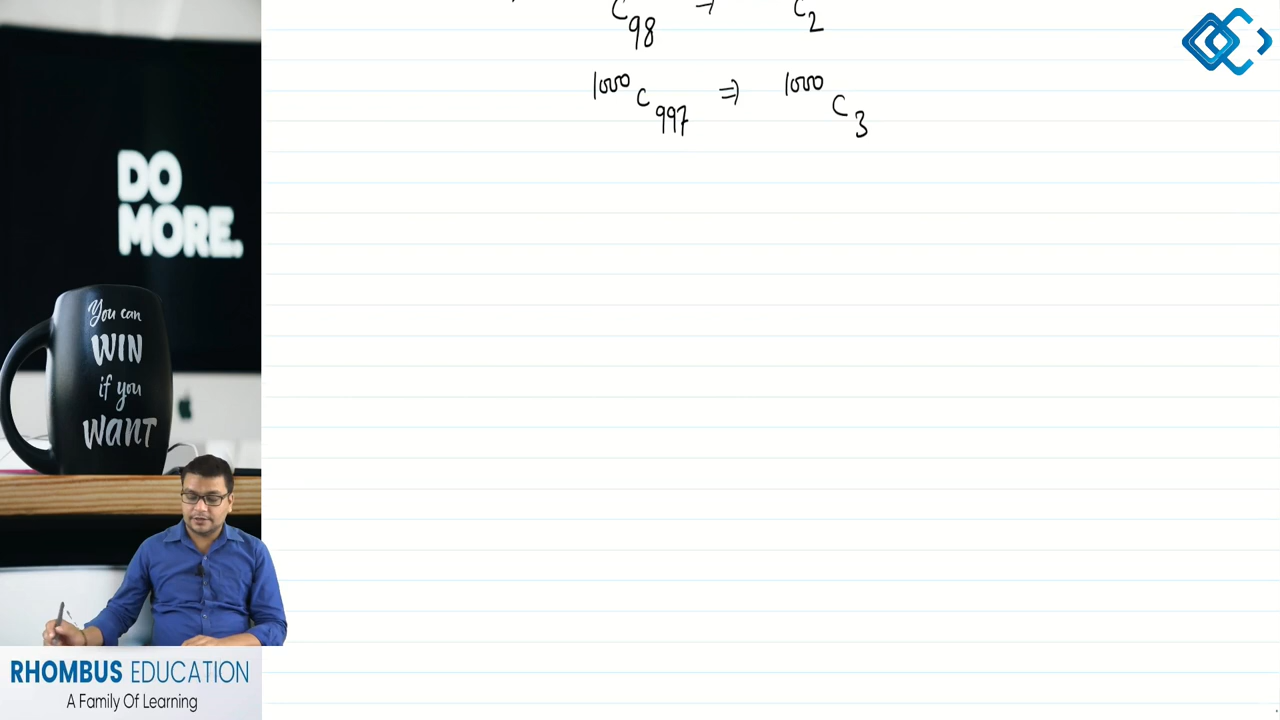 C₉₈ ⇒ C₂
¹⁰⁰⁰C₉₉₇ ⇒ ¹⁰⁰⁰C₃
DO
MORE.
You can
WIN
if you
WANT
RHOMBUS EDUCATION
A Family Of Learning